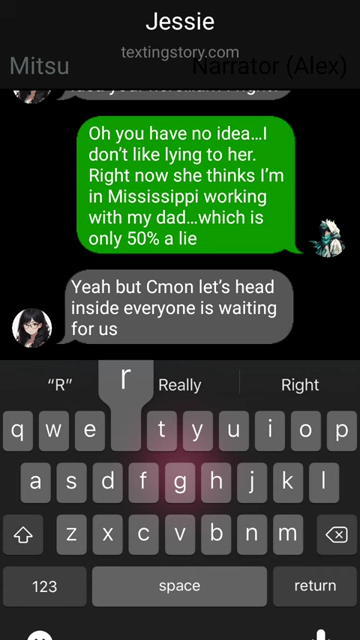 Jessie
textingstory.com
Mitsu
Narrator (Alex)
Oh you have no idea...I
don't like lying to her.
Right now she thinks I'm
in Mississippi working
with my dad...which is
only 50% a lie
Yeah but Cmon let's head
inside everyone is waiting
for us
“R”
r
Really
Right
q w e t y u i o p
a s d f g h j k l
z x c v b n m
123
space
return